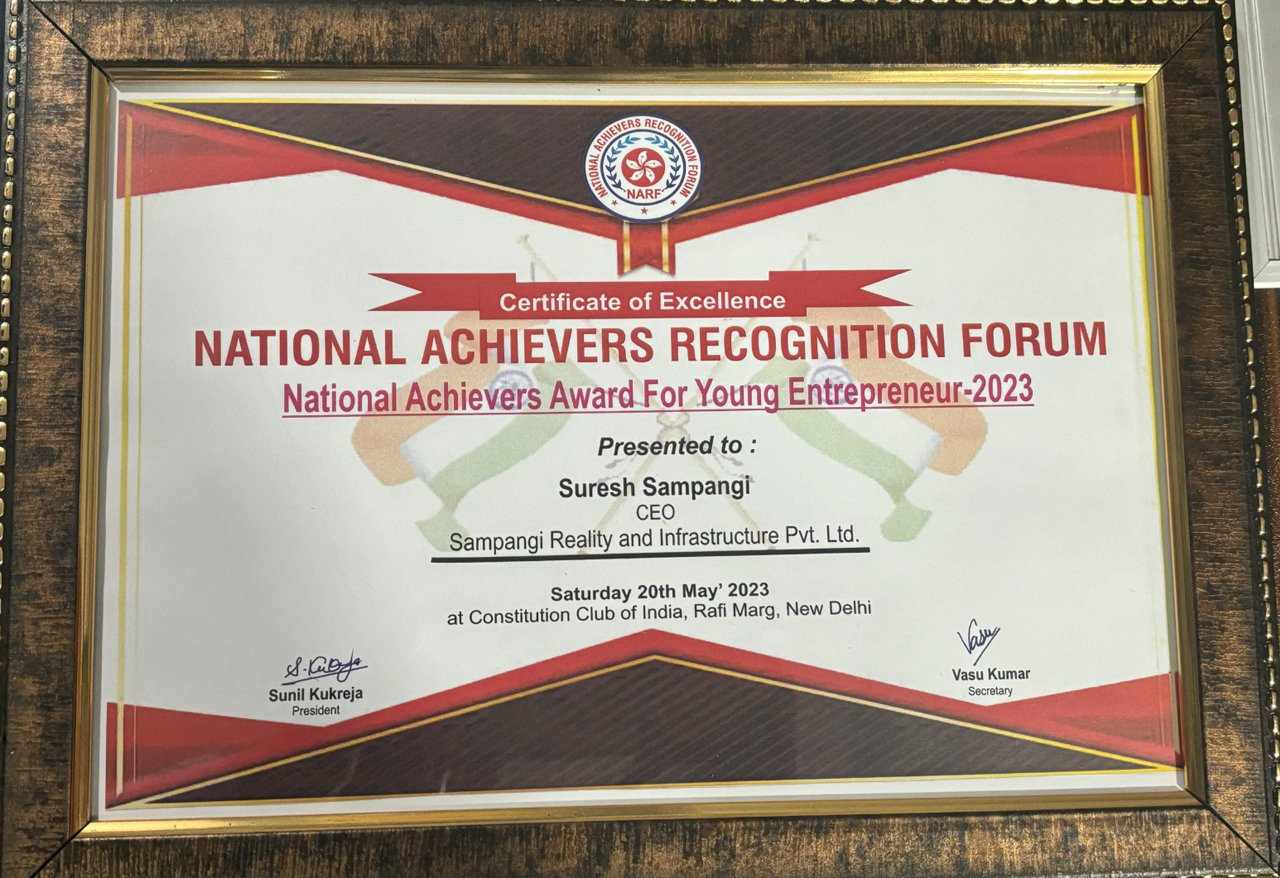 NATIONAL ACHIEVERS RECOGNITION FORUM
NARF
Certificate of Excellence
NATIONAL ACHIEVERS RECOGNITION FORUM
National Achievers Award For Young Entrepreneur-2023
Presented to :
Suresh Sampangi
CEO
Sampangi Reality and Infrastructure Pvt. Ltd.
Saturday 20th May' 2023
at Constitution Club of India, Rafi Marg, New Delhi
S. Kukreja
Sunil Kukreja
President
Vasu
Vasu Kumar
Secretary